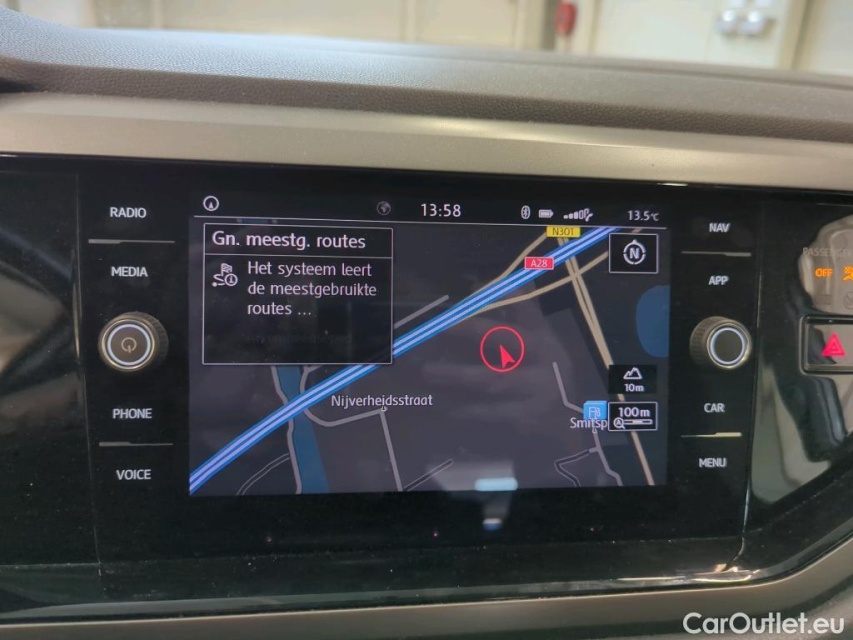 RADIO
MEDIA
PHONE
VOICE
13:58
13.5°C
Gn. meestg. routes
Het systeem leert
de meestgebruikte
routes ...
N301
A28
N
10m
100m
Nijverheidsstraat
Smitsp
NAV
APP
CAR
MENU
OFF
CarOutlet.eu